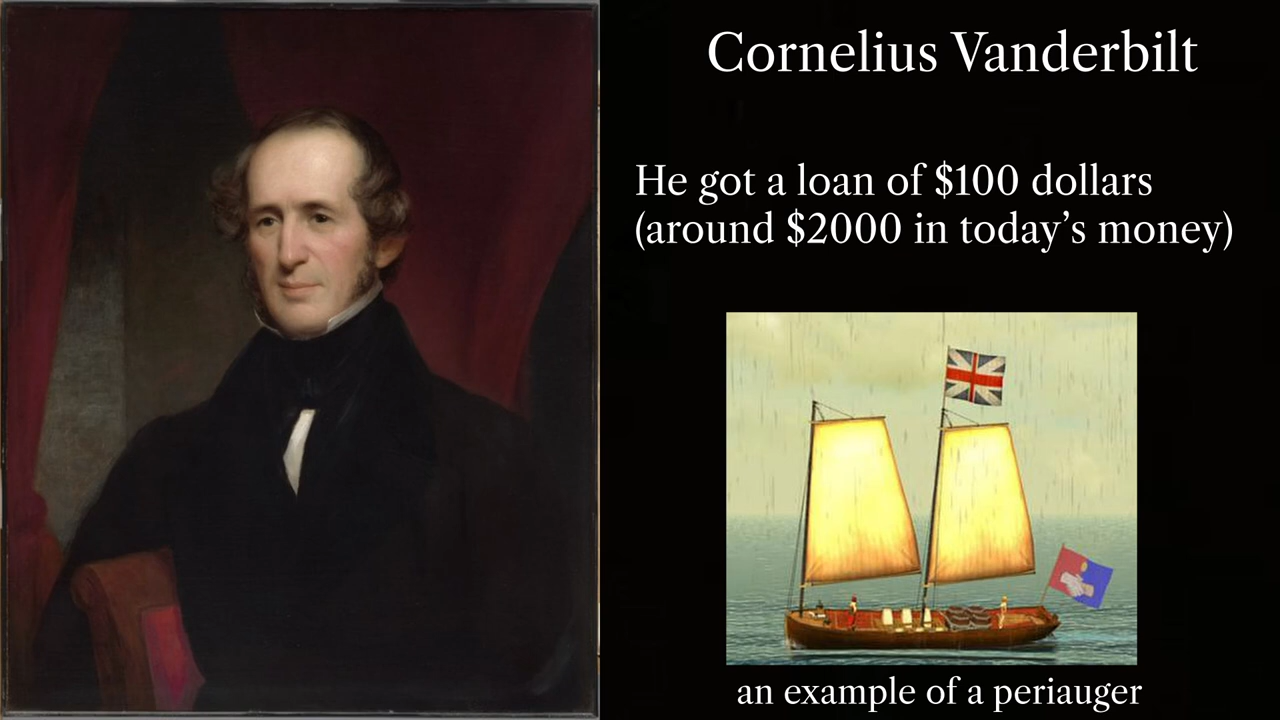 Cornelius Vanderbilt
He got a loan of $100 dollars
(around $2000 in today’s money)
an example of a periauger